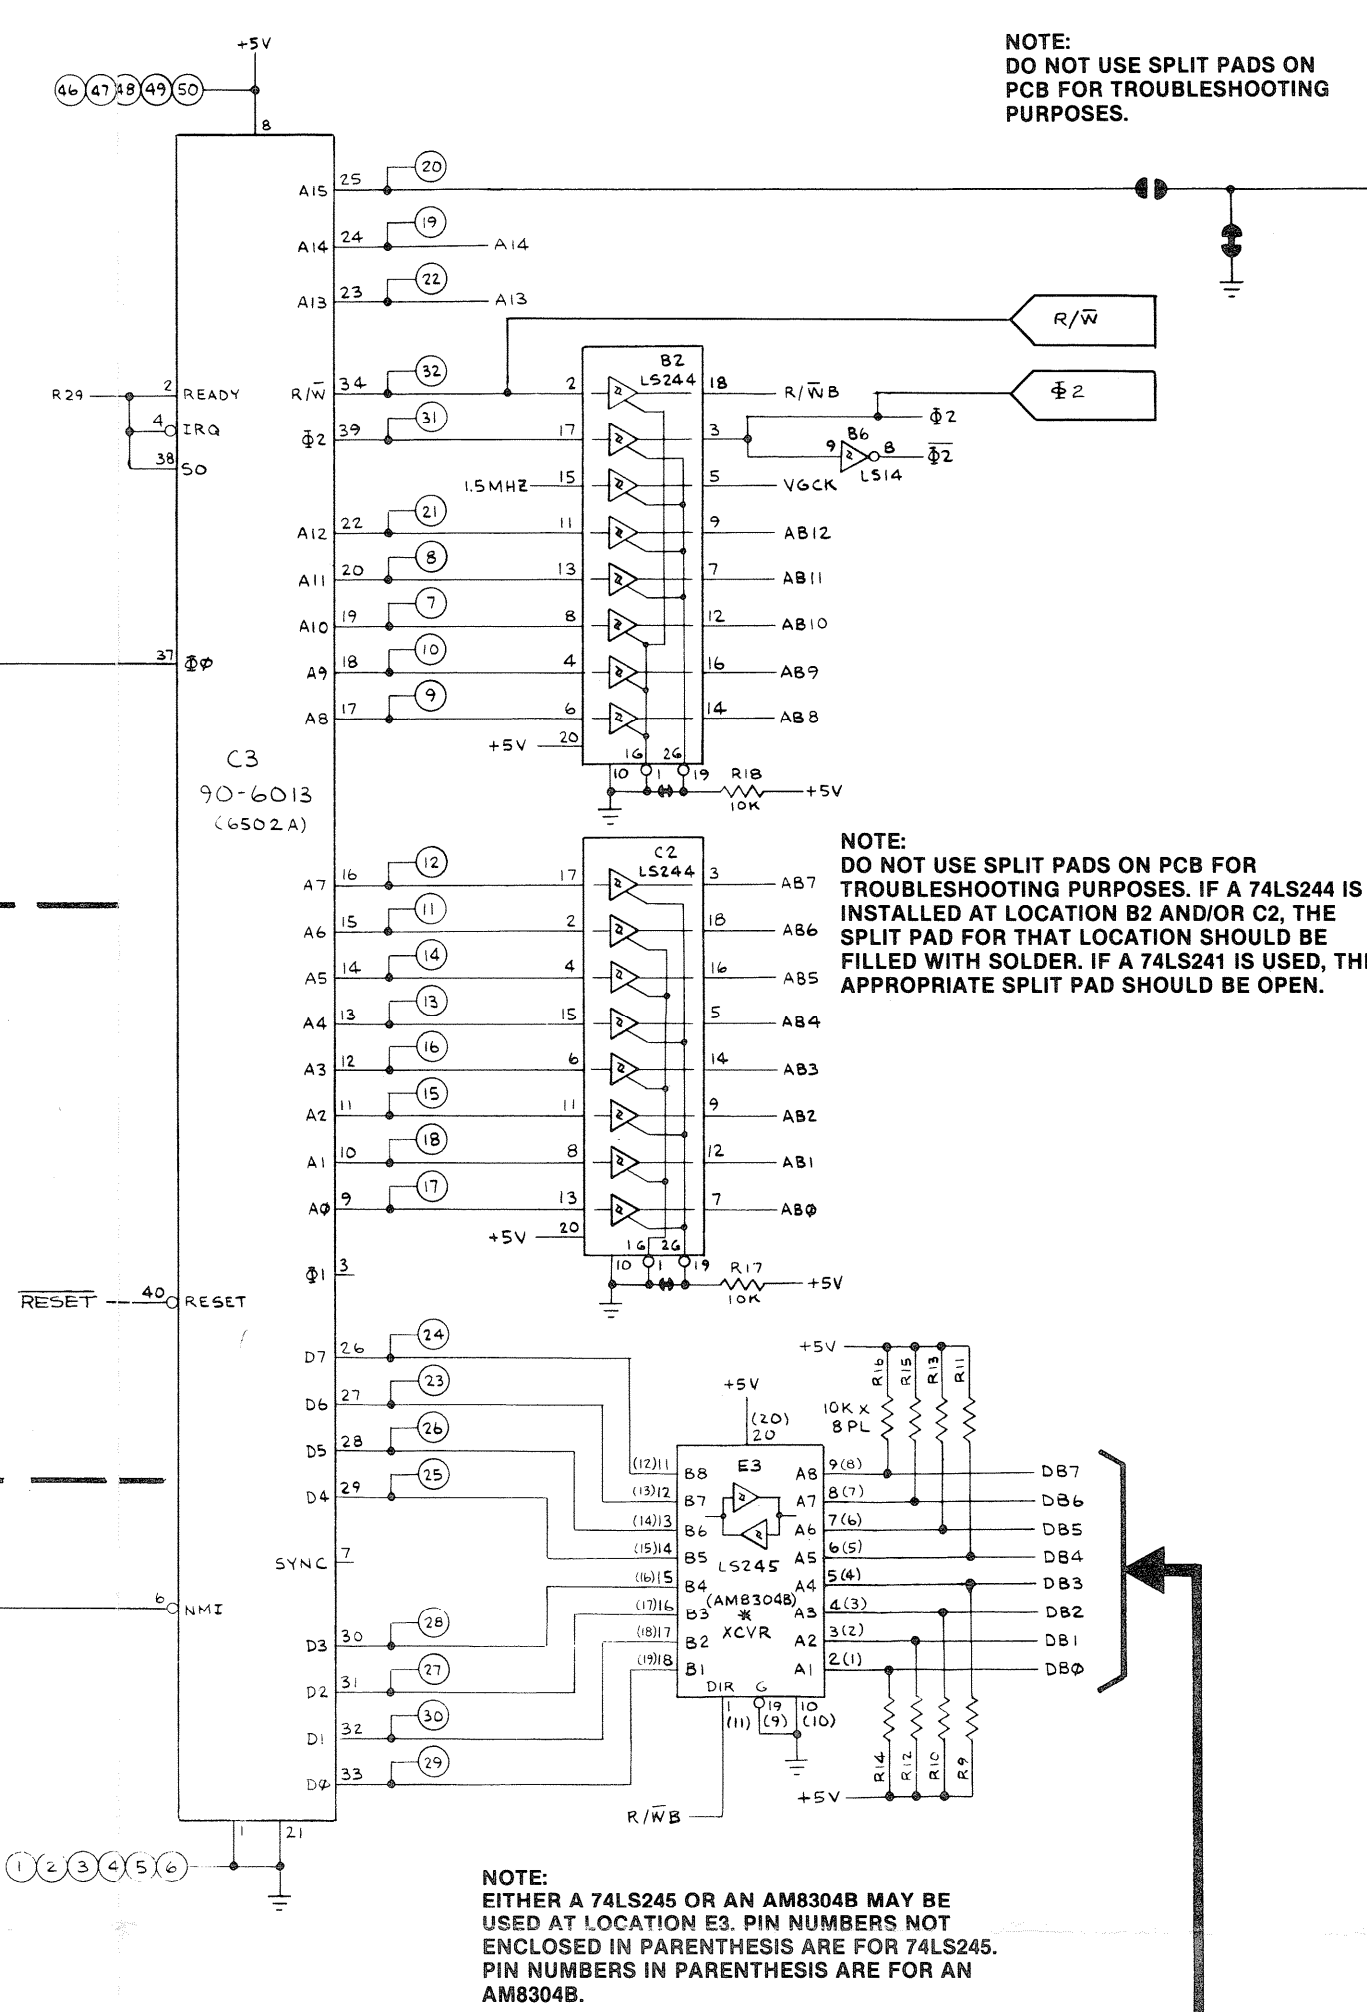 +5V
NOTE:
DO NOT USE SPLIT PADS ON
PCB FOR TROUBLESHOOTING
PURPOSES.
46 47 48 49 50
8
A15 25 20
A14 24 19 A14
A13 23 22 A13
R/W̅
B2
LS244
R29 2 READY
R/W̅ 34 32 2 18 R/W̅B
Φ2
4 IRQ
Φ2 39 31 17 3 Φ2
B6
9 8 Φ̅2̅
LS14
38 SO
1.5MHZ 15 5 VGCK
A12 22 21 11 9 AB12
A11 20 8 13 7 AB11
A10 19 7 8 12 AB10
37 ΦØ
A9 18 10 4 16 AB9
A8 17 9 6 14 AB8
+5V 20
1G 2G
10 1 19 R18 +5V
10K
C3
90-6013
(6502A)
C2
LS244
NOTE:
DO NOT USE SPLIT PADS ON PCB FOR
TROUBLESHOOTING PURPOSES. IF A 74LS244 IS
INSTALLED AT LOCATION B2 AND/OR C2, THE
SPLIT PAD FOR THAT LOCATION SHOULD BE
FILLED WITH SOLDER. IF A 74LS241 IS USED, TH
APPROPRIATE SPLIT PAD SHOULD BE OPEN.
A7 16 12 17 3 AB7
A6 15 11 2 18 AB6
A5 14 14 4 16 AB5
A4 13 13 15 5 AB4
A3 12 16 6 14 AB3
A2 11 15 11 9 AB2
A1 10 18 8 12 AB1
AØ 9 17 13 7 ABØ
+5V 20
1G 2G
10 1 19 R17 +5V
10K
Φ1 3
R̅E̅S̅E̅T̅ 40 RESET
D7 26 24
D6 27 23
D5 28 26
D4 29 25
SYNC 7
6 NMI
D3 30 28
D2 31 27
D1 32 30
DØ 33 29
+5V
R16 R15 R13 R11
10K X
8 PL
+5V
(20)
20
E3
(12)11 B8 A8 9(8) DB7
(13)12 B7 A7 8(7) DB6
(14)13 B6 A6 7(6) DB5
(15)14 B5 A5 6(5) DB4
LS245
(16)15 B4 A4 5(4) DB3
(AM8304B)
(17)16 B3 A3 4(3) DB2
*
XCVR
(18)17 B2 A2 3(2) DB1
(19)18 B1 A1 2(1) DBØ
DIR G
1 19 10
(11) (9) (10)
R14 R12 R10 R9
+5V
R/W̅B
1 21
1 2 3 4 5 6
NOTE:
EITHER A 74LS245 OR AN AM8304B MAY BE
USED AT LOCATION E3. PIN NUMBERS NOT
ENCLOSED IN PARENTHESIS ARE FOR 74LS245.
PIN NUMBERS IN PARENTHESIS ARE FOR AN
AM8304B.